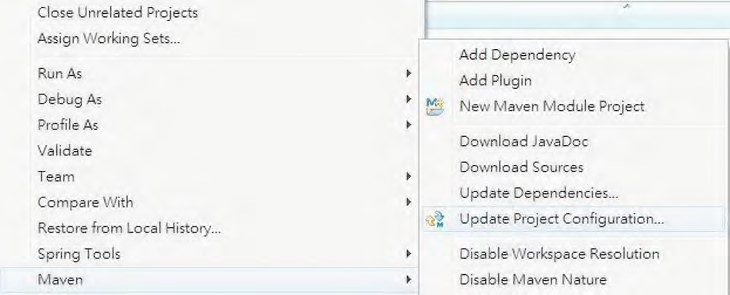 Close Unrelated Projects
Assign Working Sets...
Run As
Debug As
Profile As
Validate
Team
Compare With
Restore from Local History...
Spring Tools
Maven
Add Dependency
Add Plugin
New Maven Module Project
Download JavaDoc
Download Sources
Update Dependencies...
Update Project Configuration...
Disable Workspace Resolution
Disable Maven Nature